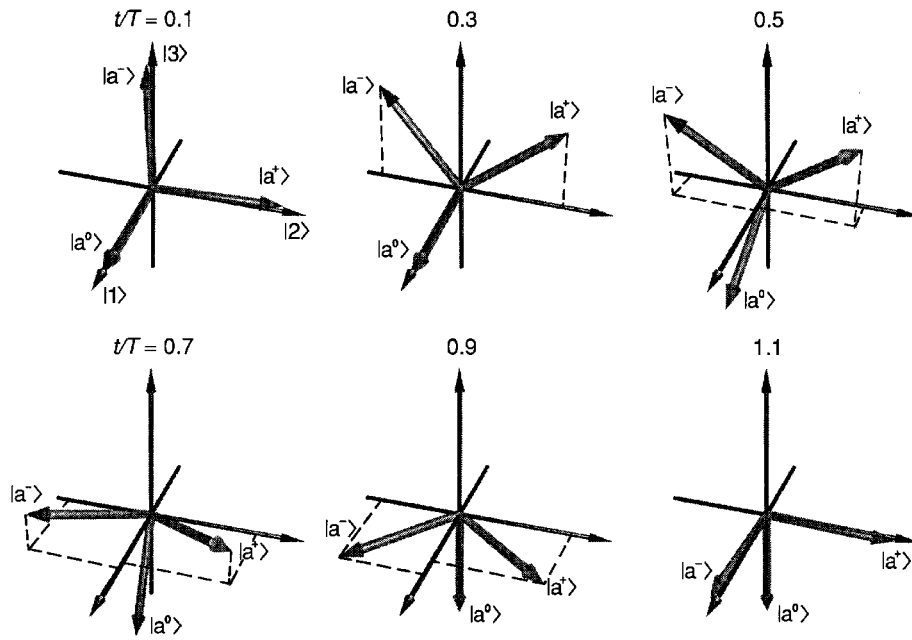 t/T = 0.1
0.3
0.5
|3⟩
|a⁻⟩
|a⁺⟩
|2⟩
|a⁰⟩
|1⟩
|a⁻⟩
|a⁺⟩
|a⁰⟩
|a⁻⟩
|a⁺⟩
|a⁰⟩
t/T = 0.7
0.9
1.1
|a⁻⟩
|a⁺⟩
|a⁰⟩
|a⁻⟩
|a⁺⟩
|a⁰⟩
|a⁻⟩
|a⁺⟩
|a⁰⟩